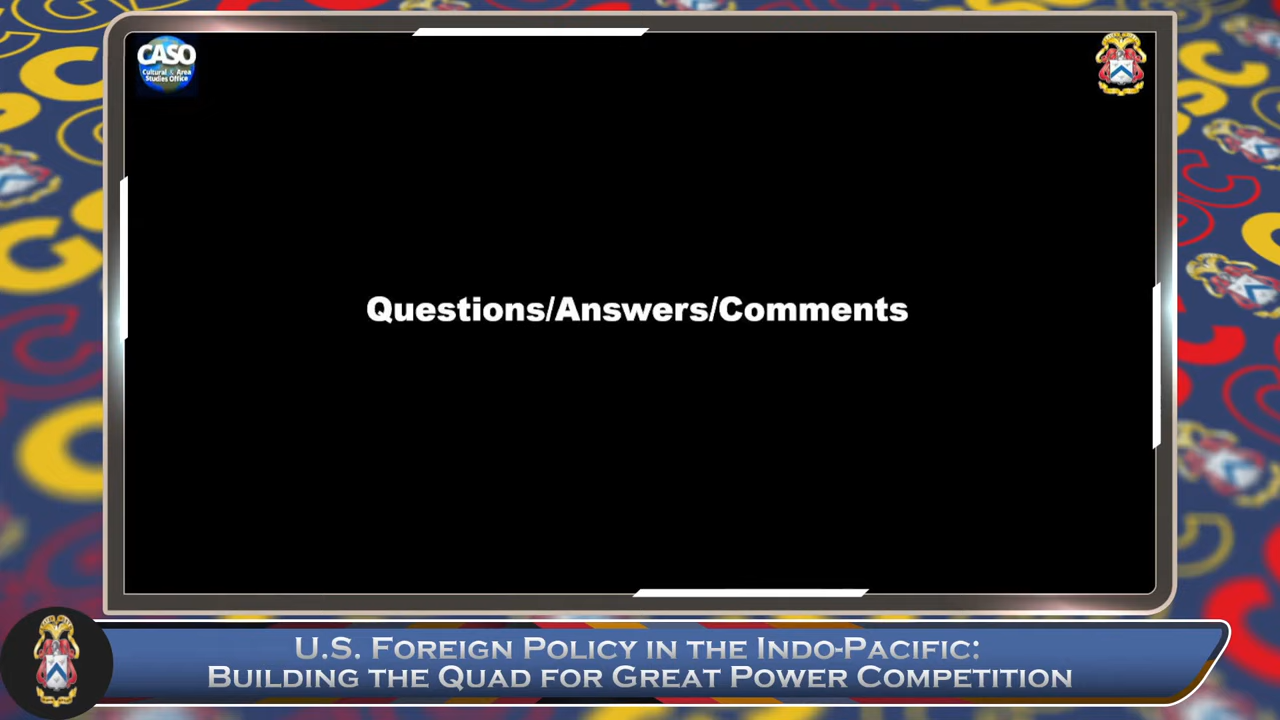 CASO
Cultural & Area
Studies Office
Questions/Answers/Comments
U.S. FOREIGN POLICY IN THE INDO-PACIFIC:
BUILDING THE QUAD FOR GREAT POWER COMPETITION